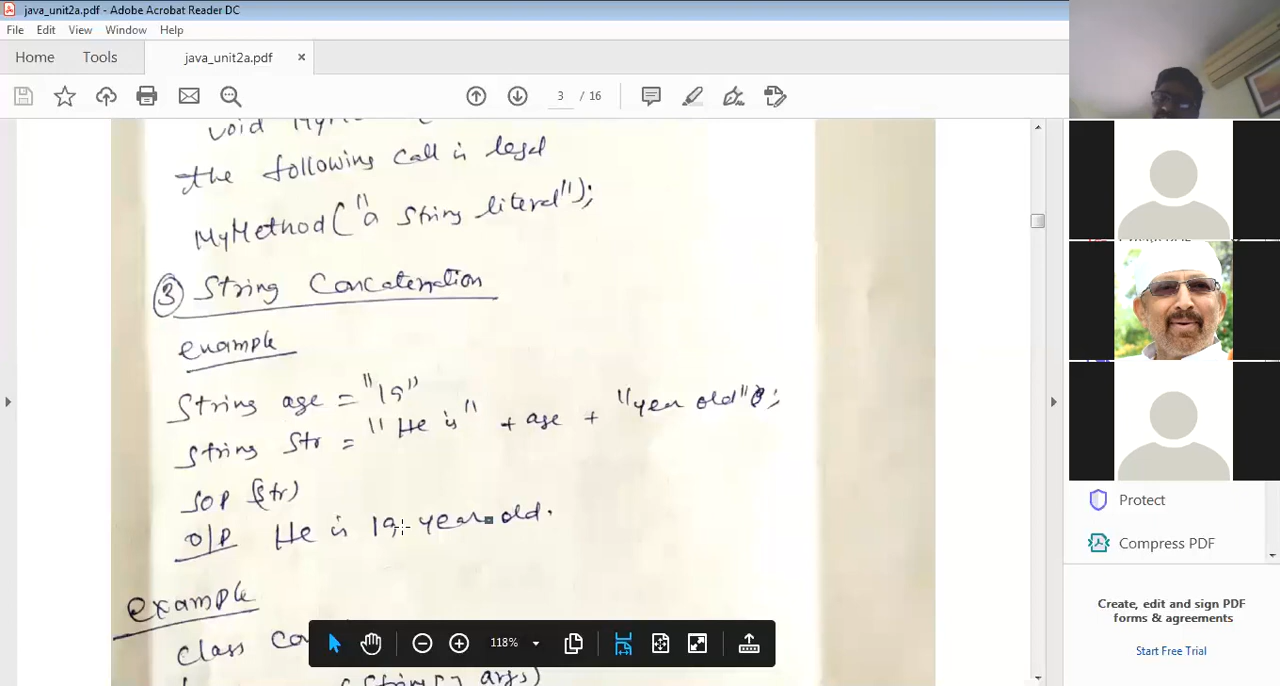 java_unit2a.pdf - Adobe Acrobat Reader DC
File Edit View Window Help
Home Tools java_unit2a.pdf ×
3 / 16
void
the following call is legal
MyMethod("a string literal");
③ String Concatenation
example
String age = "19"
String Str = "He is" + age + "year old";
SOP (str)
O/P He is 19 year old.
example
class
args)
118%
Protect
Compress PDF
Create, edit and sign PDF
forms & agreements
Start Free Trial